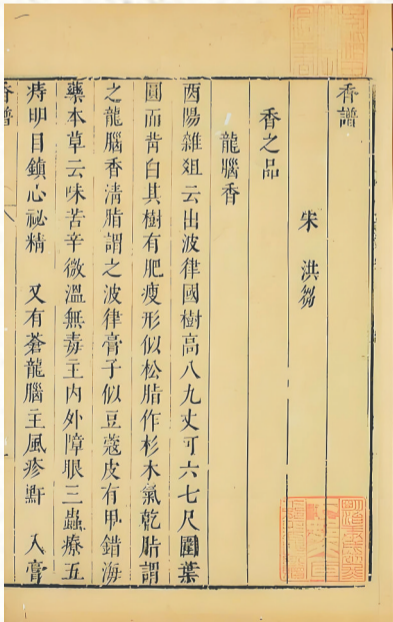 香譜
宋 洪芻
香之品
龍腦香
酉陽雜俎云出波律國樹高八九丈可六七尺圍葉
圓而背白其樹有肥瘦形似松脂作杉木氣乾脂謂
之龍腦香淸脂謂之波律膏子似豆蔻皮有甲錯海
藥本草云味苦辛微溫無毒主内外障眼三蟲療五
痔明目鎮心祕精 又有蒼龍腦主風疹䵟 入膏
香譜